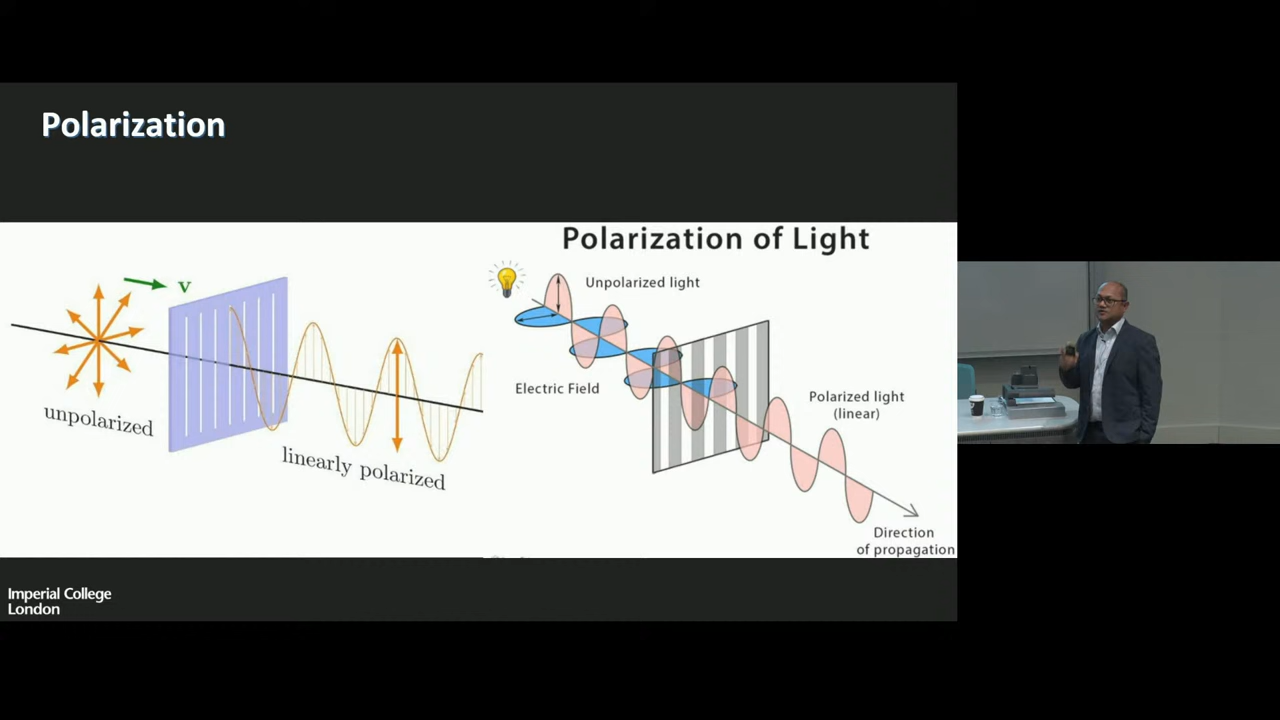 Polarization
v
unpolarized
linearly polarized
Polarization of Light
Unpolarized light
Electric Field
Polarized light
(linear)
Direction
of propagation
Imperial College
London